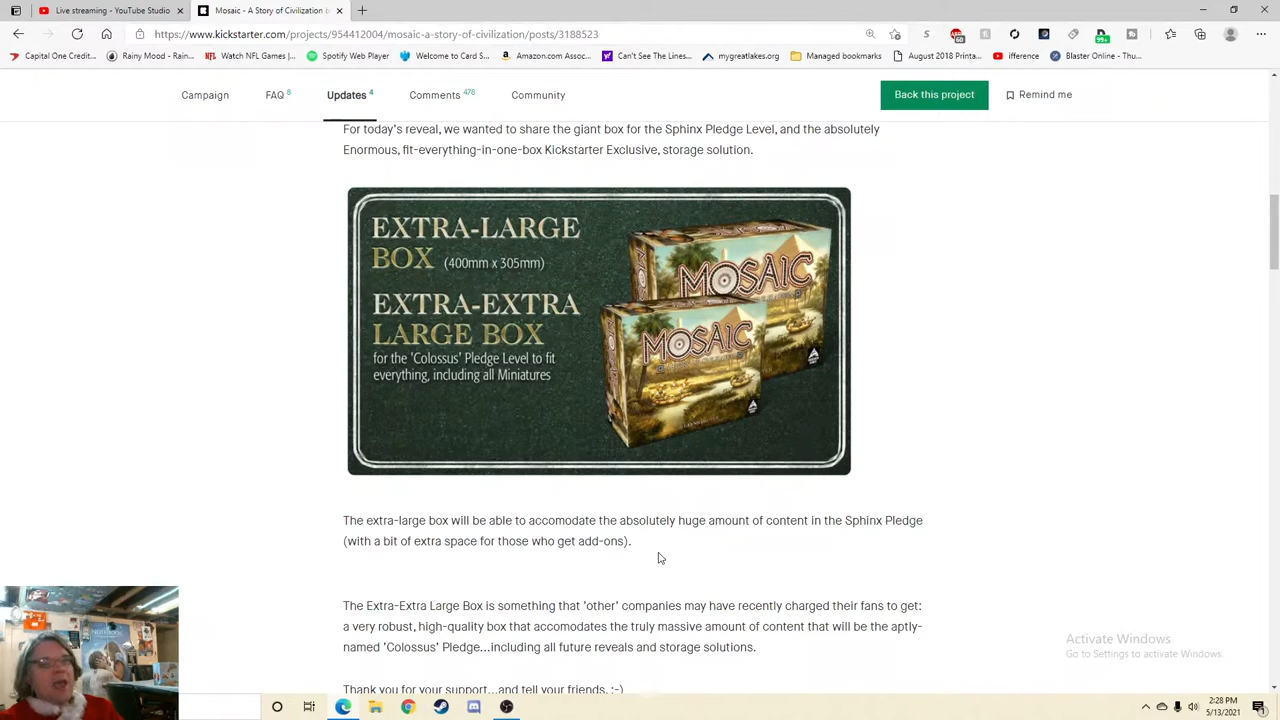 Live streaming - YouTube Studio
Mosaic - A Story of Civilization b
https://www.kickstarter.com/projects/954412004/mosaic-a-story-of-civilization/posts/3188523
Capital One Credit...
Rainy Mood - Rain...
Watch NFL Games |...
Spotify Web Player
Welcome to Card S...
Amazon.com Assoc...
Can't See The Lines...
mygreatlakes.org
Managed bookmarks
August 2018 Printa...
ifference
Blaster Online - Thu...
Campaign
FAQ 8
Updates 4
Comments 478
Community
Back this project
Remind me
For today's reveal, we wanted to share the giant box for the Sphinx Pledge Level, and the absolutely
Enormous, fit-everything-in-one-box Kickstarter Exclusive, storage solution.
EXTRA-LARGE
BOX (400mm x 305mm)
EXTRA-EXTRA
LARGE BOX
for the 'Colossus' Pledge Level to fit
everything, including all Miniatures
MOSAIC
MOSAIC
The extra-large box will be able to accomodate the absolutely huge amount of content in the Sphinx Pledge
(with a bit of extra space for those who get add-ons).
The Extra-Extra Large Box is something that 'other' companies may have recently charged their fans to get:
a very robust, high-quality box that accomodates the truly massive amount of content that will be the aptly-
named 'Colossus' Pledge...including all future reveals and storage solutions.
Thank you for your support...and tell your friends. :-)
Activate Windows
Go to Settings to activate Windows.
2:28 PM
5/13/2021